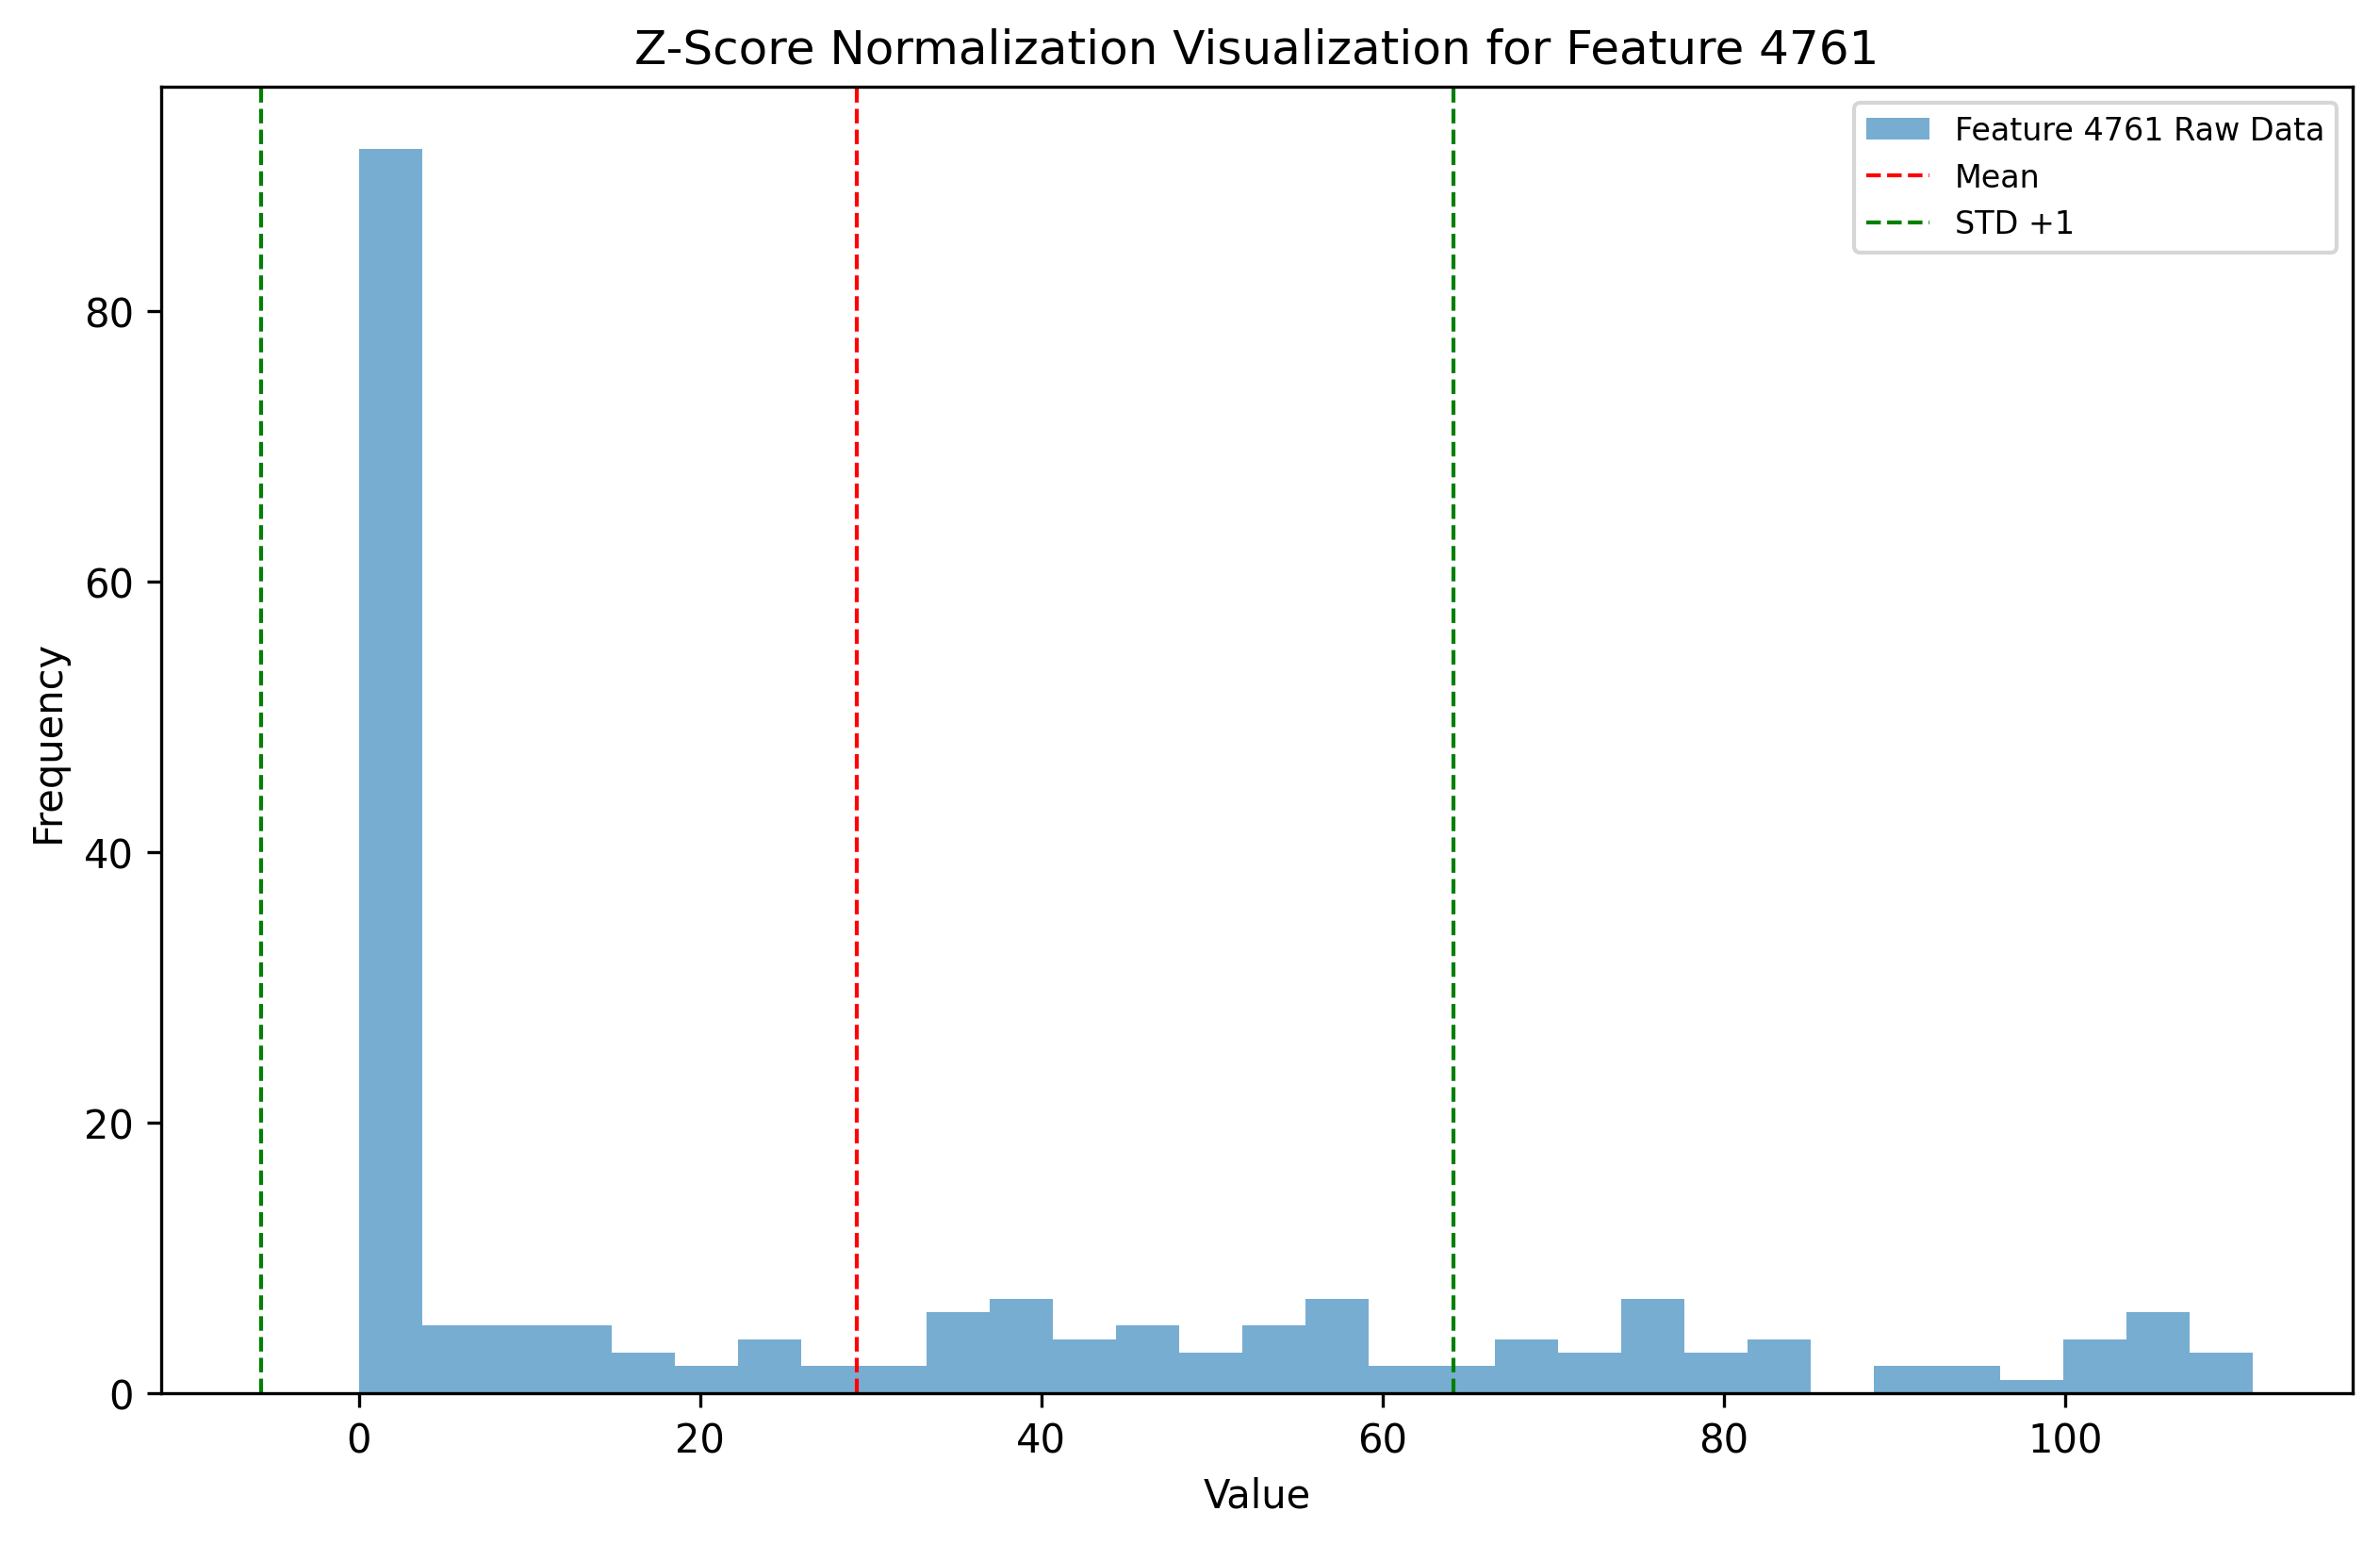 Z-Score Normalization Visualization for Feature 4761
Feature 4761 Raw Data
Mean
STD +1
80
60
40
20
0
Frequency
0 20 40 60 80 100
Value